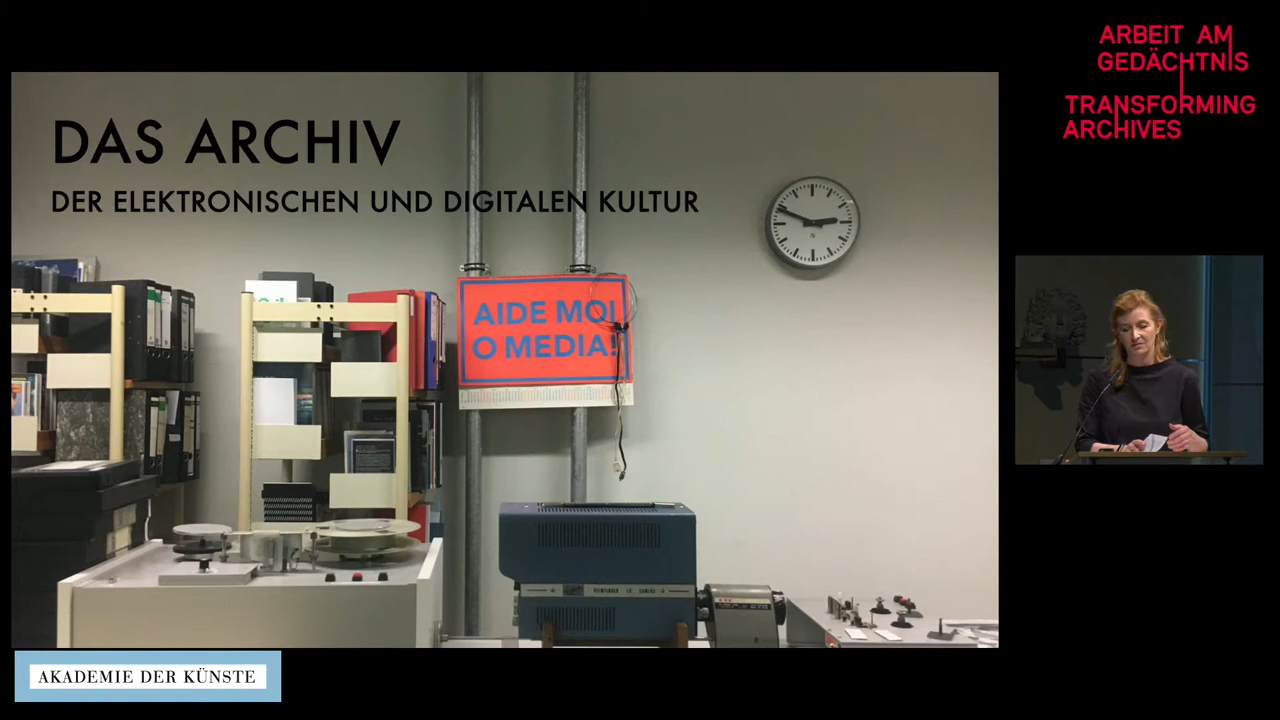 DAS ARCHIV
DER ELEKTRONISCHEN UND DIGITALEN KULTUR
AIDE MOI
O MEDIA!
AKADEMIE DER KÜNSTE
ARBEIT AM
GEDÄCHTNIS
TRANSFORMING
ARCHIVES